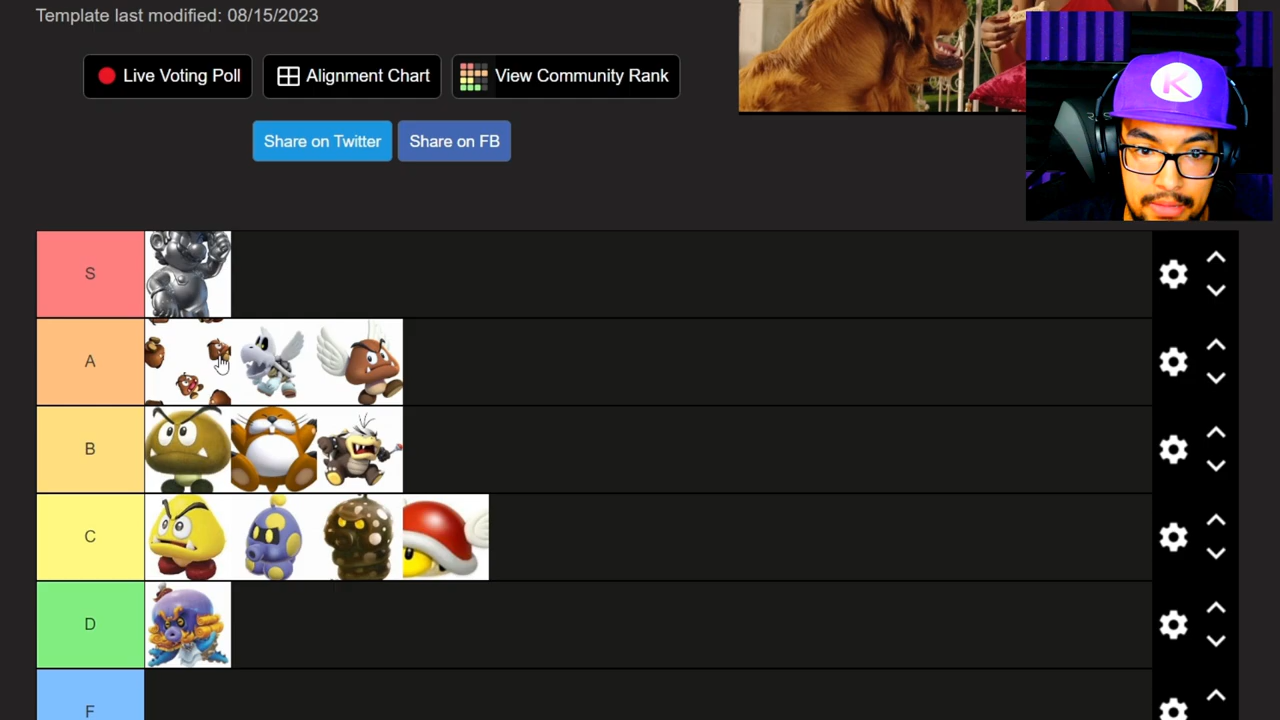 Template last modified: 08/15/2023
Live Voting Poll
Alignment Chart
View Community Rank
Share on Twitter
Share on FB
K
S
A
B
C
D
F